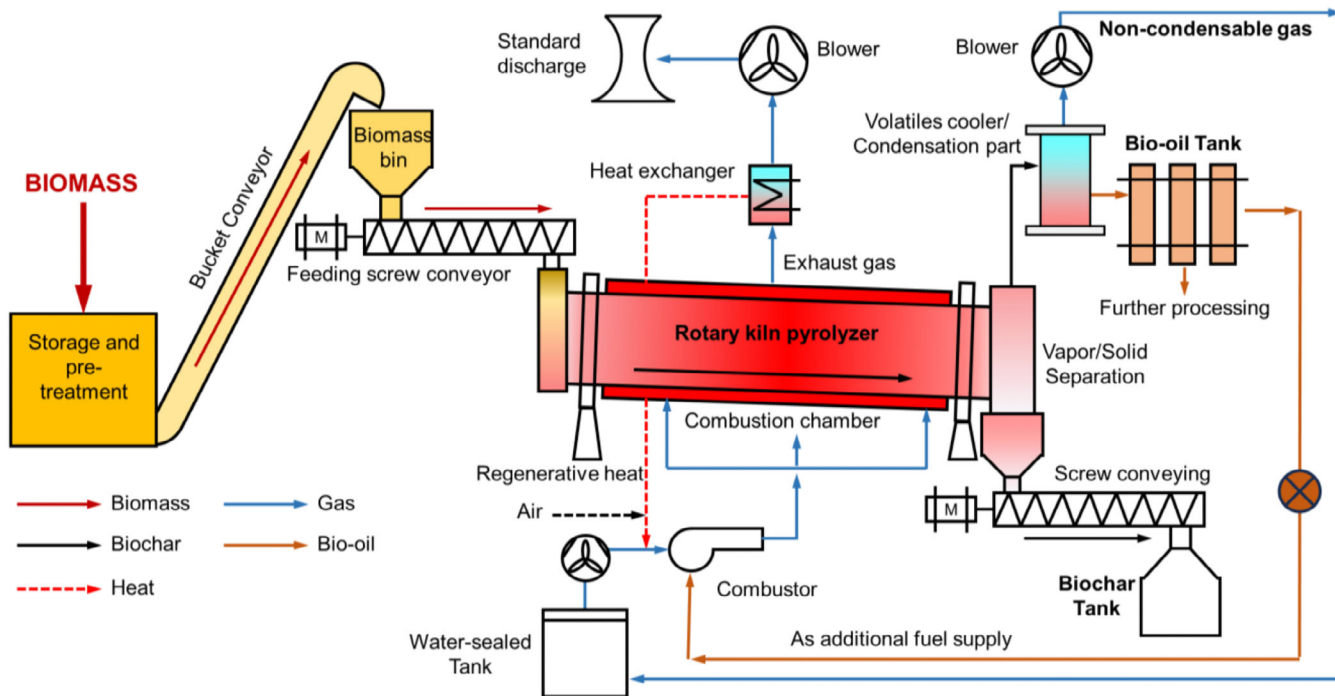 Standard
discharge
Blower
Blower
Non-condensable gas
Biomass
bin
Volatiles cooler/
Condensation part
Bio-oil Tank
BIOMASS
Bucket Conveyor
Heat exchanger
M
Feeding screw conveyor
Exhaust gas
Further processing
Storage and
pre-
treatment
Rotary kiln pyrolyzer
Vapor/Solid
Separation
Combustion chamber
Regenerative heat
Screw conveying
Biomass
Gas
Air
M
Biochar
Bio-oil
Heat
Combustor
Biochar
Tank
Water-sealed
Tank
As additional fuel supply